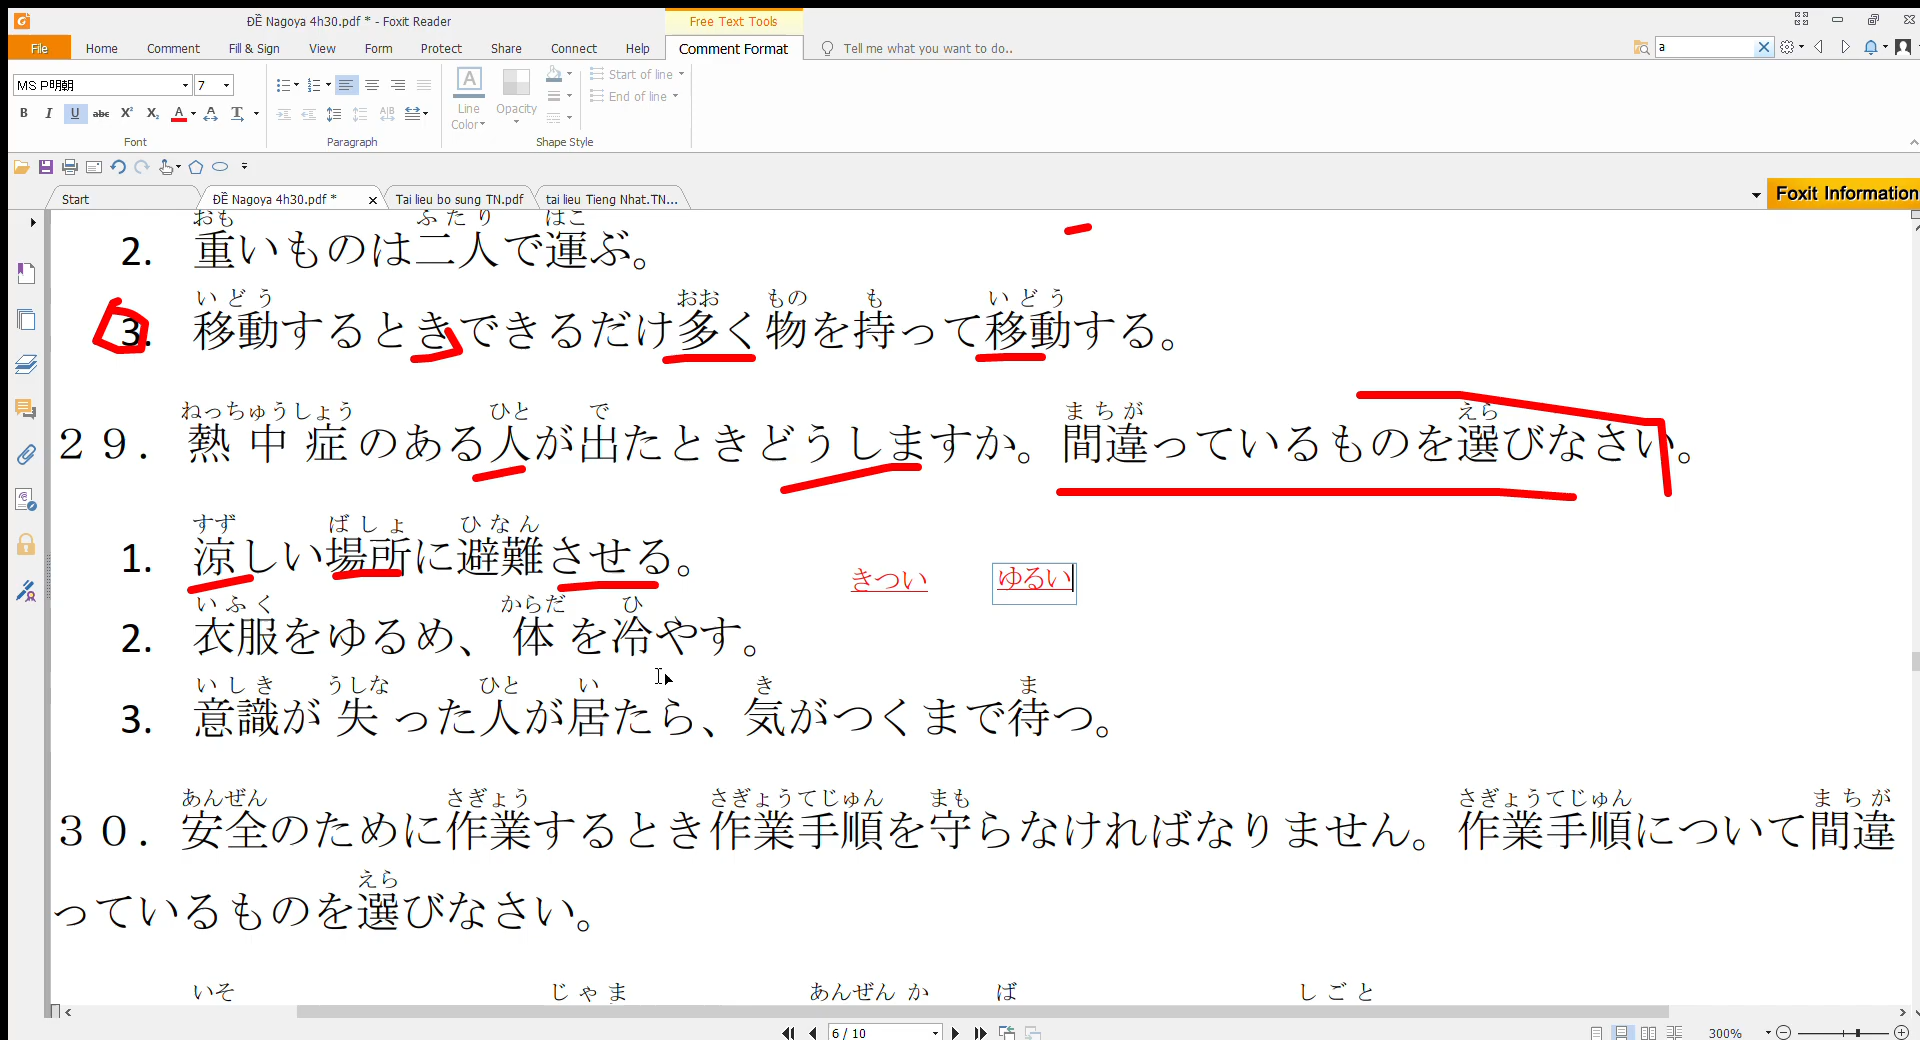 ĐỀ Nagoya 4h30.pdf * - Foxit Reader
Free Text Tools
File Home Comment Fill & Sign View Form Protect Share Connect Help Comment Format Tell me what you want to do..
a
MS P明朝 7
Start of line
End of line
Line Color
Opacity
B I U abc X² X₂ A A T
Font Paragraph Shape Style
Start ĐỀ Nagoya 4h30.pdf * Tai lieu bo sung TN.pdf tai lieu Tieng Nhat.TN...
Foxit Information
おも ふたり はこ
2. 重いものは二人で運ぶ。
いどう おお もの も いどう
3. 移動するときできるだけ多く物を持って移動する。
ねっちゅうしょう ひと で まちが えら
２９．熱中症のある人が出たときどうしますか。間違っているものを選びなさい。
すず ばしょ ひなん
1. 涼しい場所に避難させる。
きつい ゆるい
いふく からだ ひ
2. 衣服をゆるめ、体を冷やす。
いしき うしな ひと い き ま
3. 意識が失った人が居たら、気がつくまで待つ。
あんぜん さぎょう さぎょうてじゅん まも さぎょうてじゅん まちが
３０．安全のために作業するとき作業手順を守らなければなりません。作業手順について間違
えら
っているものを選びなさい。
いそ じゃま あんぜん か ば しごと
6 / 10
300%